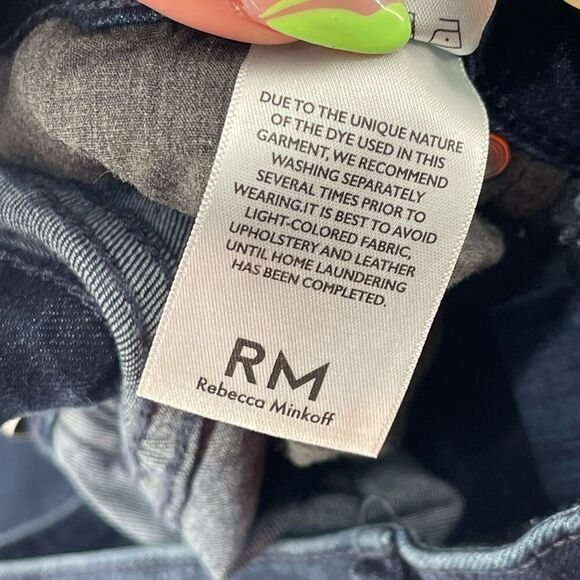 DUE TO THE UNIQUE NATURE
OF THE DYE USED IN THIS
GARMENT, WE RECOMMEND
WASHING SEPARATELY
SEVERAL TIMES PRIOR TO
WEARING.IT IS BEST TO AVOID
LIGHT-COLORED FABRIC,
UPHOLSTERY AND LEATHER
UNTIL HOME LAUNDERING
HAS BEEN COMPLETED.
RM
Rebecca Minkoff